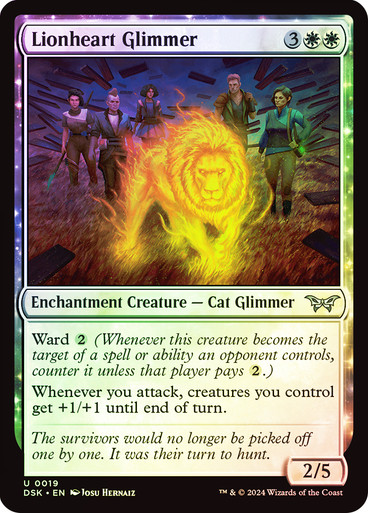 Lionheart Glimmer 3
Enchantment Creature — Cat Glimmer
Ward 2 (Whenever this creature becomes the
target of a spell or ability an opponent controls,
counter it unless that player pays 2.)
Whenever you attack, creatures you control
get +1/+1 until end of turn.
The survivors would no longer be picked off
one by one. It was their turn to hunt.
2/5
U 0019
DSK • EN Josu Hernaiz
™ & © 2024 Wizards of the Coast